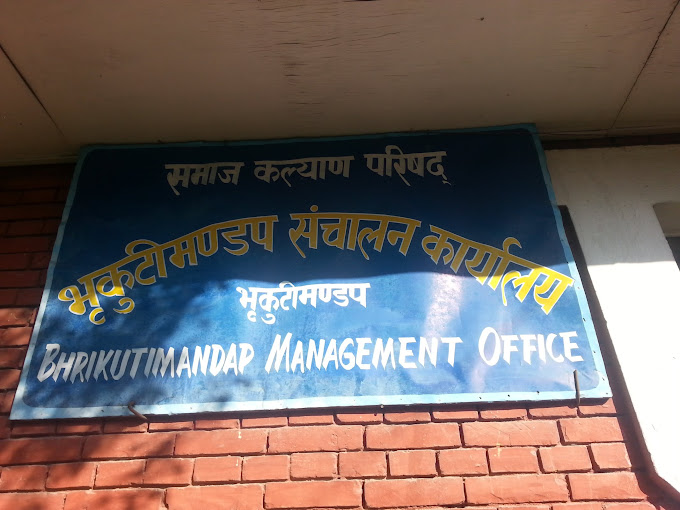 समाज कल्याण परिषद्
भृकुटीमण्डप संचालन कार्यालय
भृकुटीमण्डप
BHRIKUTIMANDAP MANAGEMENT OFFICE